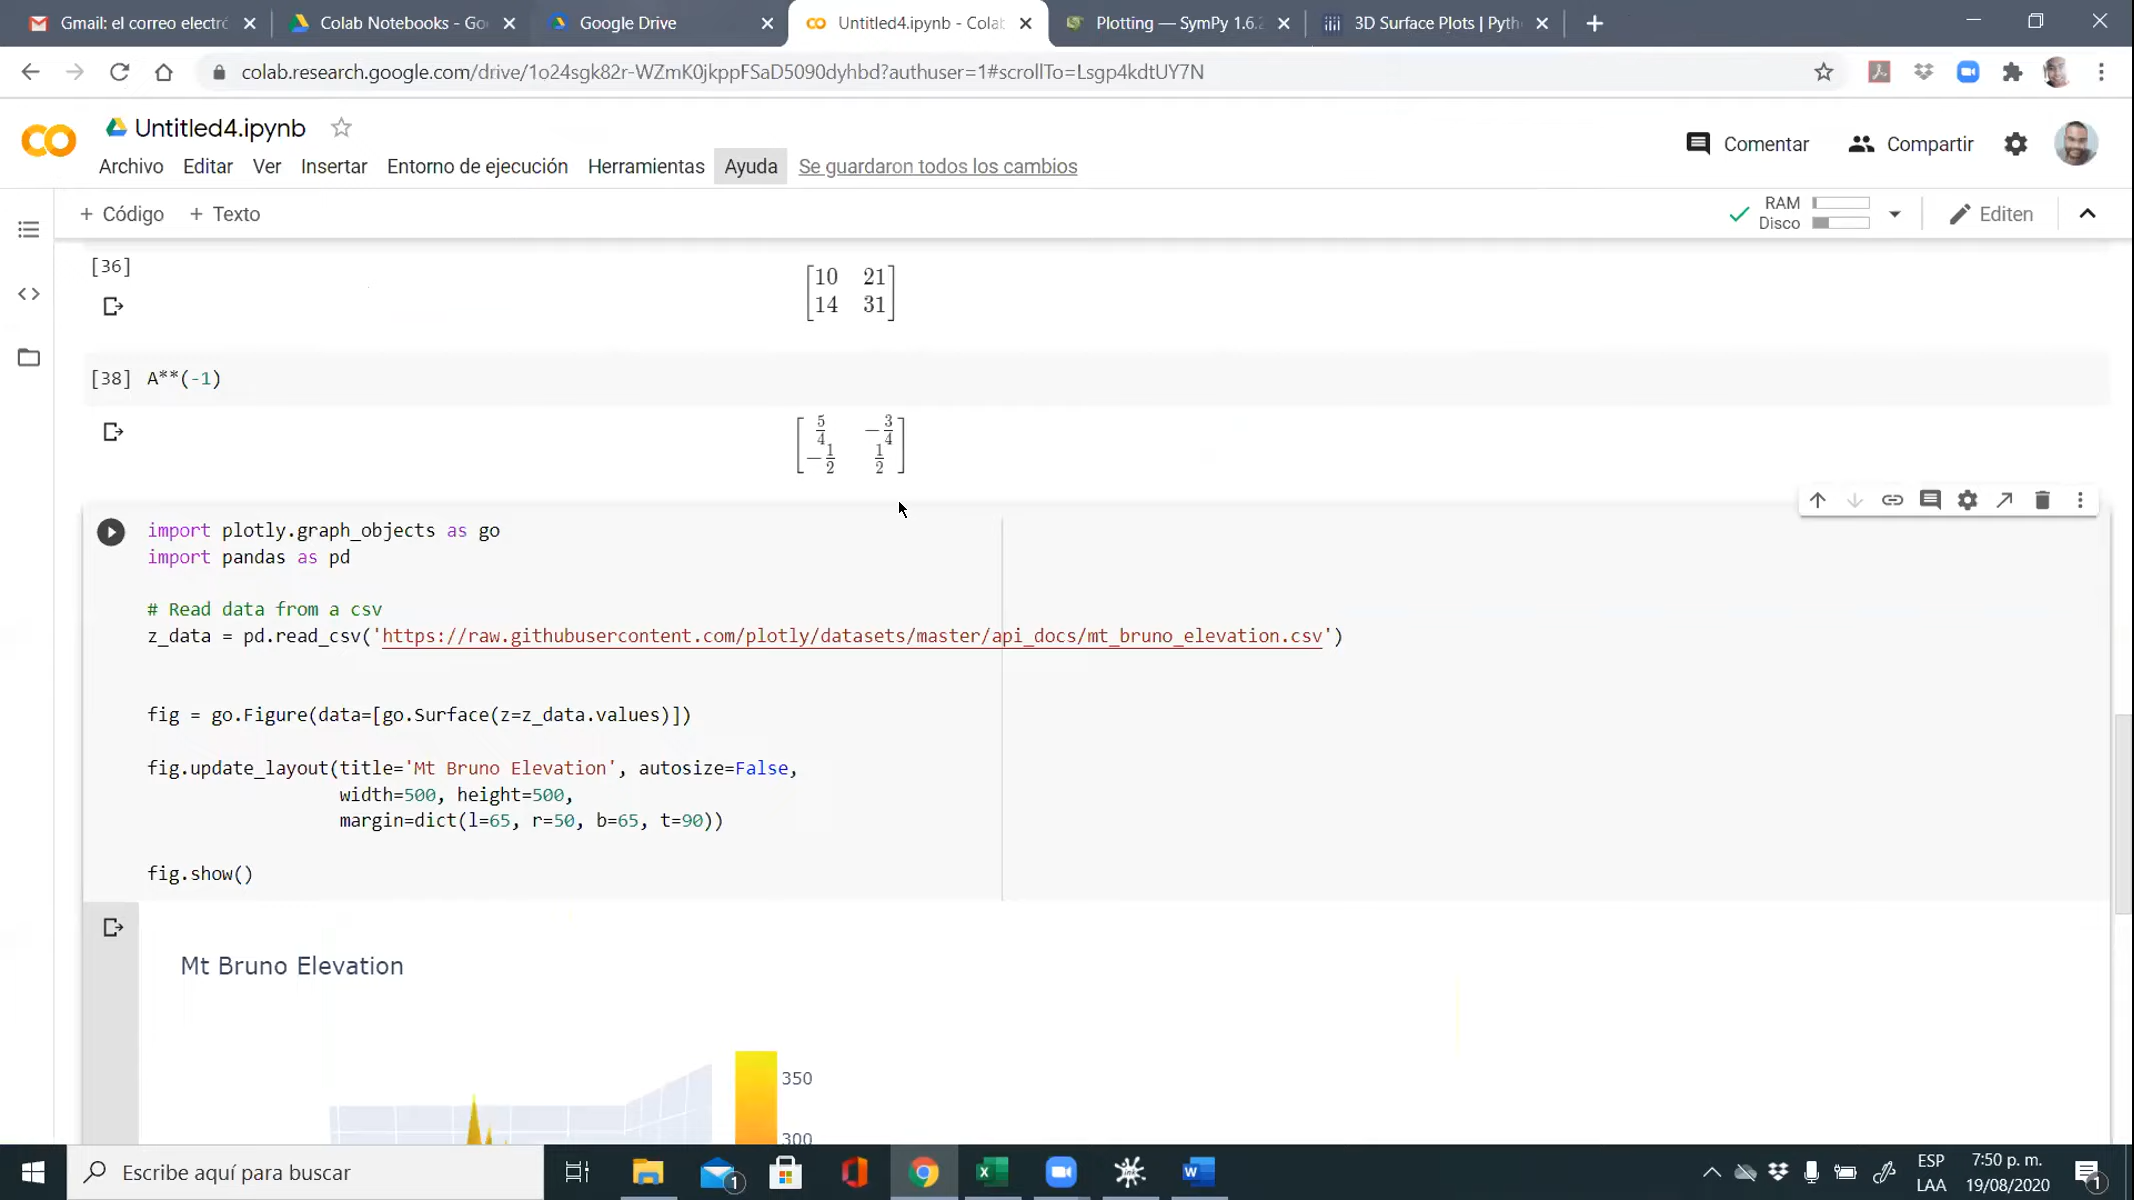 Gmail: el correo electró
Colab Notebooks - Go
Google Drive
Untitled4.ipynb - Colab
Plotting — SymPy 1.6.2
3D Surface Plots | Pyth
colab.research.google.com/drive/1o24sgk82r-WZmK0jkppFSaD5090dyhbd?authuser=1#scrollTo=Lsgp4kdtUY7N
Untitled4.ipynb
Comentar
Compartir
Archivo Editar Ver Insertar Entorno de ejecución Herramientas Ayuda Se guardaron todos los cambios
+ Código + Texto
RAM
Disco
Editen
[36]
10 21
14 31
[38] A**(-1)
5/4 -3/4
-1/2 1/2
import plotly.graph_objects as go
import pandas as pd
# Read data from a csv
z_data = pd.read_csv('https://raw.githubusercontent.com/plotly/datasets/master/api_docs/mt_bruno_elevation.csv')
fig = go.Figure(data=[go.Surface(z=z_data.values)])
fig.update_layout(title='Mt Bruno Elevation', autosize=False,
width=500, height=500,
margin=dict(l=65, r=50, b=65, t=90))
fig.show()
Mt Bruno Elevation
350
300
Escribe aquí para buscar
1
ESP
LAA
7:50 p. m.
19/08/2020
1